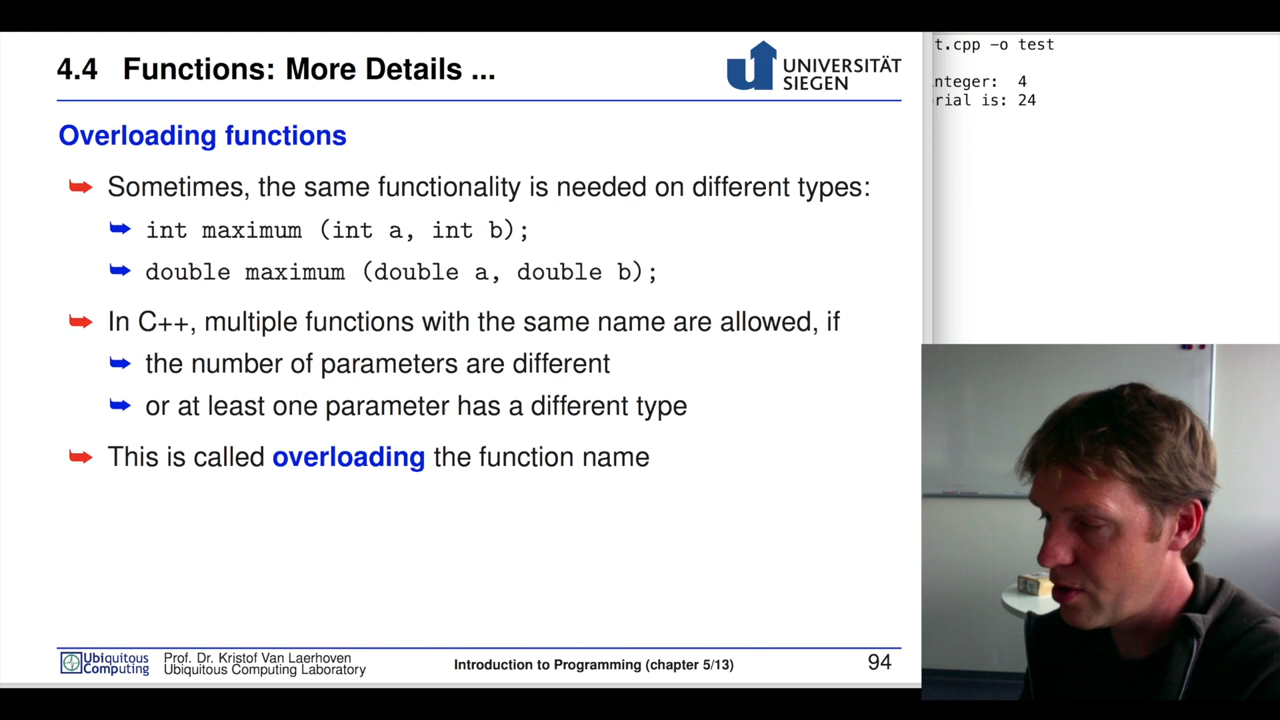 4.4 Functions: More Details ...
UNIVERSITÄT
SIEGEN
Overloading functions
Sometimes, the same functionality is needed on different types:
int maximum (int a, int b);
double maximum (double a, double b);
In C++, multiple functions with the same name are allowed, if
the number of parameters are different
or at least one parameter has a different type
This is called overloading the function name
Ubiquitous
Computing
Prof. Dr. Kristof Van Laerhoven
Ubiquitous Computing Laboratory
Introduction to Programming (chapter 5/13)
94
t.cpp -o test
nteger: 4
rial is: 24